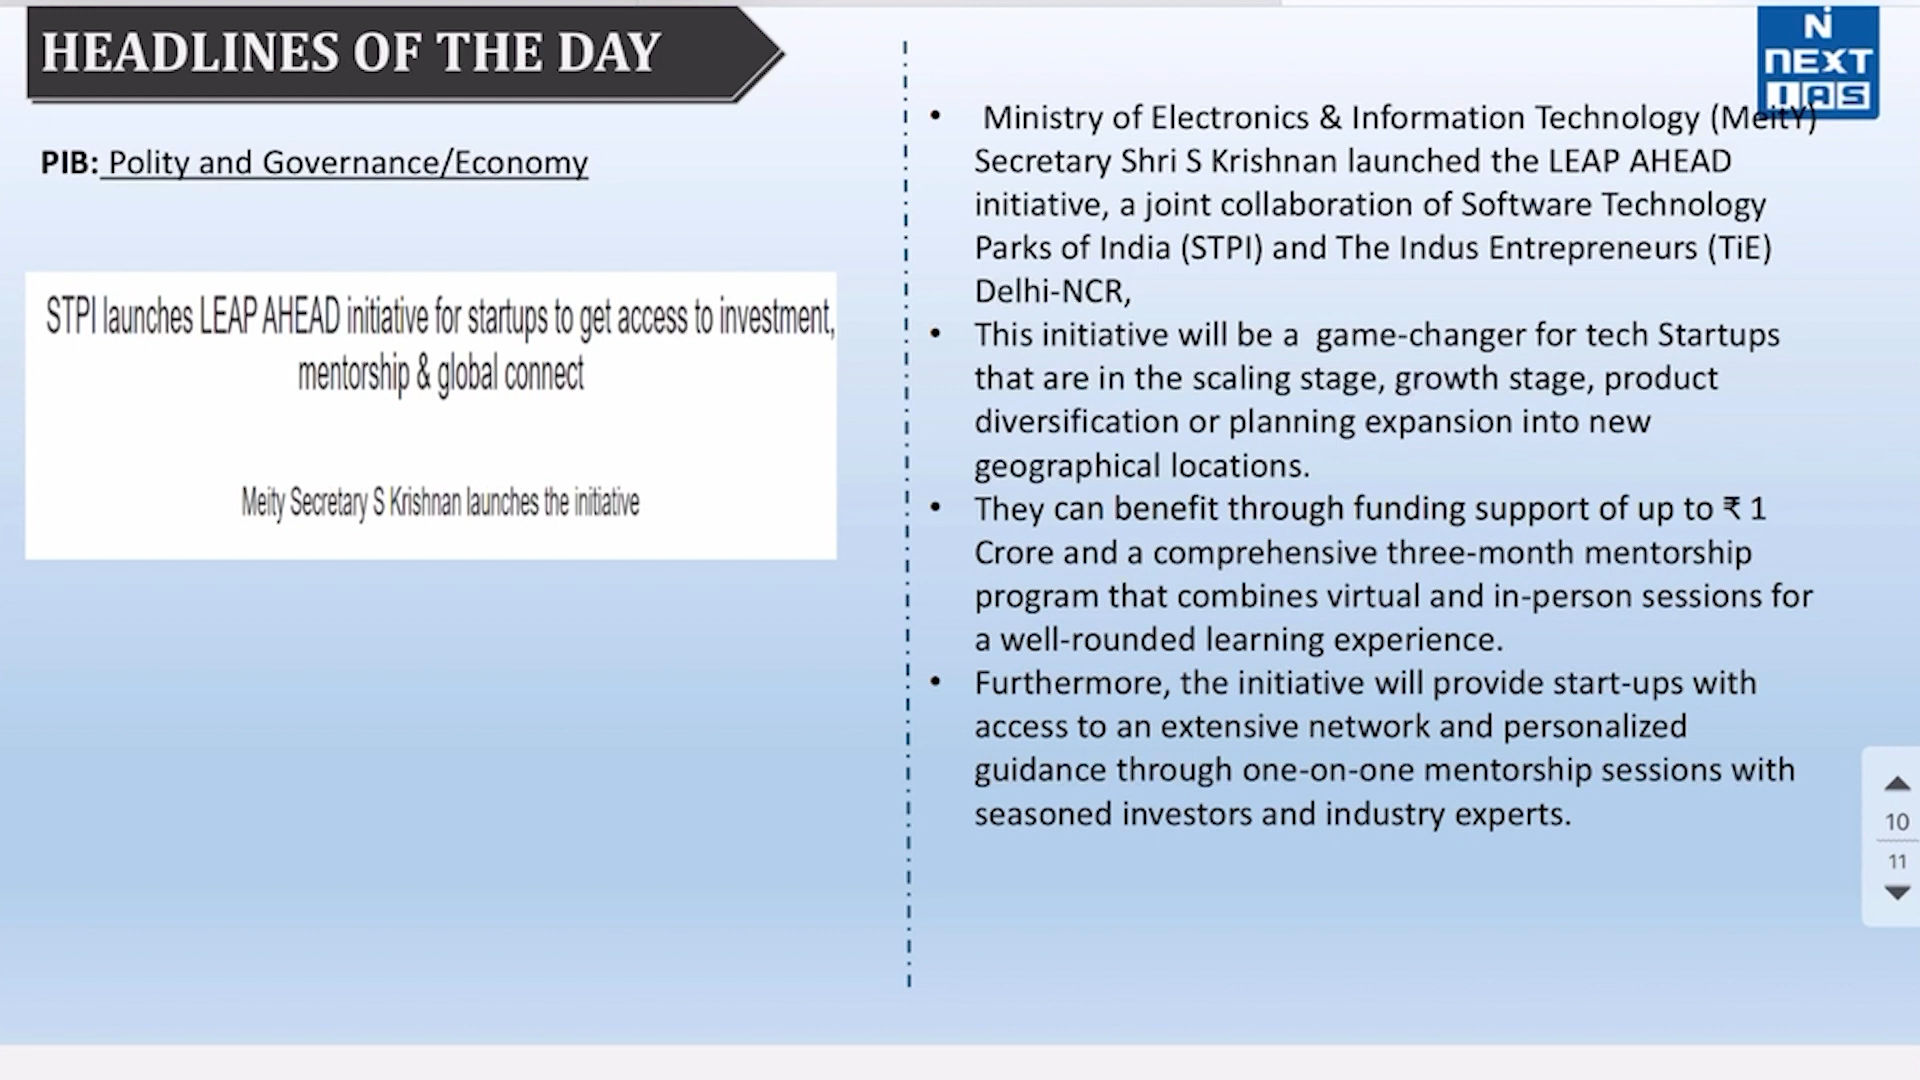 HEADLINES OF THE DAY
PIB: Polity and Governance/Economy
STPI launches LEAP AHEAD initiative for startups to get access to investment,
mentorship & global connect
Meity Secretary S Krishnan launches the initiative
N
NEXT
IAS
• Ministry of Electronics & Information Technology (MeitY)
Secretary Shri S Krishnan launched the LEAP AHEAD
initiative, a joint collaboration of Software Technology
Parks of India (STPI) and The Indus Entrepreneurs (TiE)
Delhi-NCR,
• This initiative will be a game-changer for tech Startups
that are in the scaling stage, growth stage, product
diversification or planning expansion into new
geographical locations.
• They can benefit through funding support of up to ₹ 1
Crore and a comprehensive three-month mentorship
program that combines virtual and in-person sessions for
a well-rounded learning experience.
• Furthermore, the initiative will provide start-ups with
access to an extensive network and personalized
guidance through one-on-one mentorship sessions with
seasoned investors and industry experts.
10
11